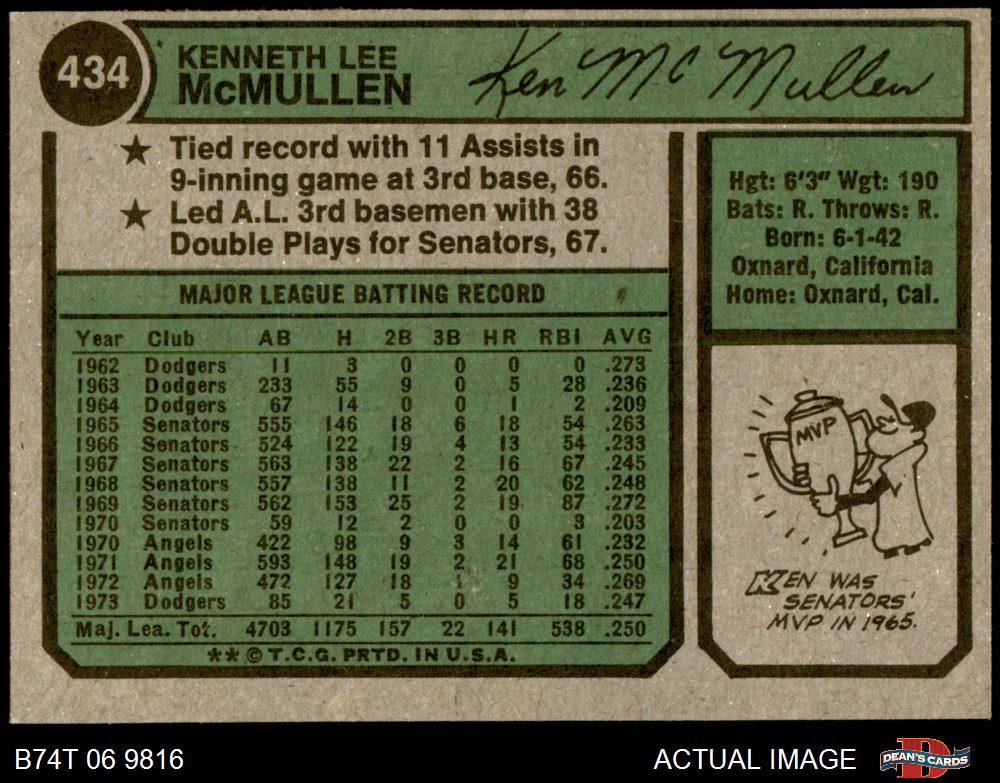 434
KENNETH LEE
McMULLEN
Ken McMullen
★ Tied record with 11 Assists in
9-inning game at 3rd base, 66.
★ Led A.L. 3rd basemen with 38
Double Plays for Senators, 67.
MAJOR LEAGUE BATTING RECORD
Year Club AB H 2B 3B HR RBI AVG
1962 Dodgers 11 3 0 0 0 0 .273
1963 Dodgers 233 55 9 0 5 28 .236
1964 Dodgers 67 14 0 0 1 2 .209
1965 Senators 555 146 18 6 18 54 .263
1966 Senators 524 122 19 4 13 54 .233
1967 Senators 563 138 22 2 16 67 .245
1968 Senators 557 138 11 2 20 62 .248
1969 Senators 562 153 25 2 19 87 .272
1970 Senators 59 12 2 0 0 3 .203
1970 Angels 422 98 9 3 14 61 .232
1971 Angels 593 148 19 2 21 68 .250
1972 Angels 472 127 18 1 9 34 .269
1973 Dodgers 85 21 5 0 5 18 .247
Maj. Lea. Tot. 4703 1175 157 22 141 538 .250
** © T.C.G. PRTD. IN U.S.A.
Hgt: 6'3" Wgt: 190
Bats: R. Throws: R.
Born: 6-1-42
Oxnard, California
Home: Oxnard, Cal.
MVP
KEN WAS
SENATORS'
MVP IN 1965.
B74T 06 9816
ACTUAL IMAGE
D
DEAN'S CARDS